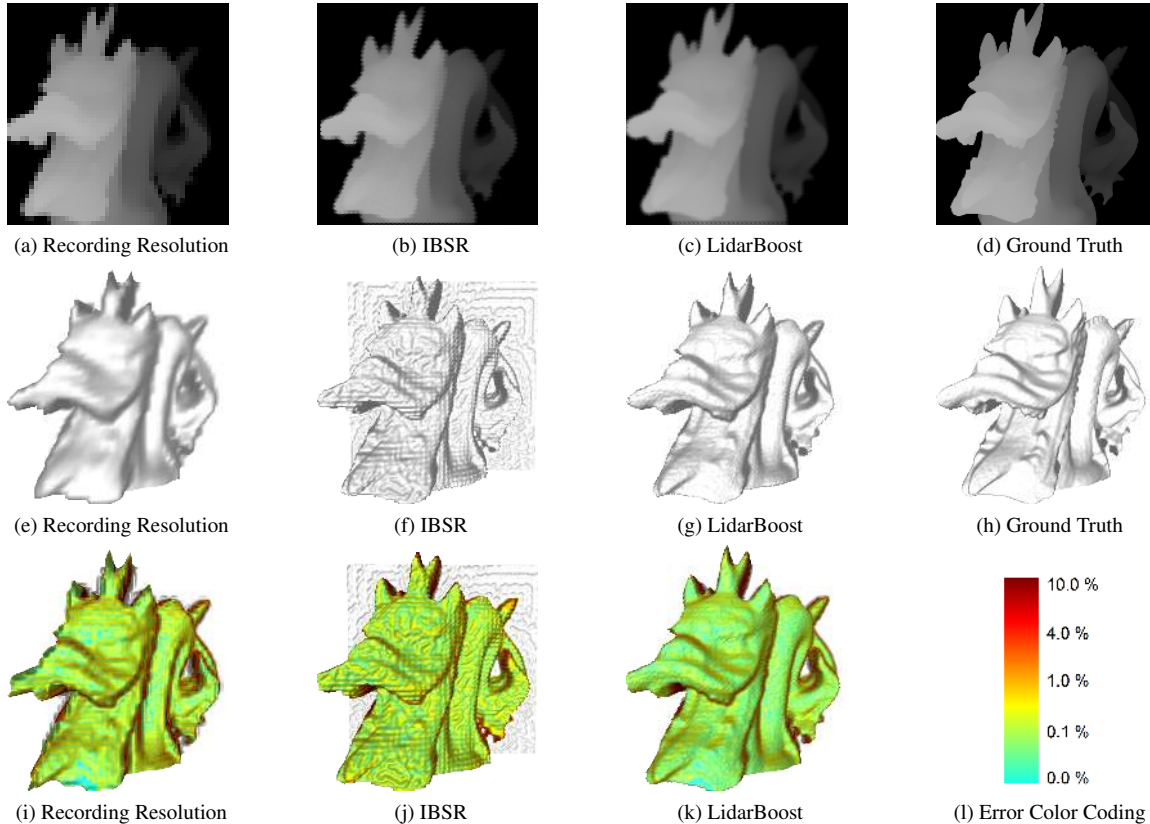 (a) Recording Resolution
(b) IBSR
(c) LidarBoost
(d) Ground Truth
(e) Recording Resolution
(f) IBSR
(g) LidarBoost
(h) Ground Truth
10.0 %
4.0 %
1.0 %
0.1 %
0.0 %
(i) Recording Resolution
(j) IBSR
(k) LidarBoost
(l) Error Color Coding